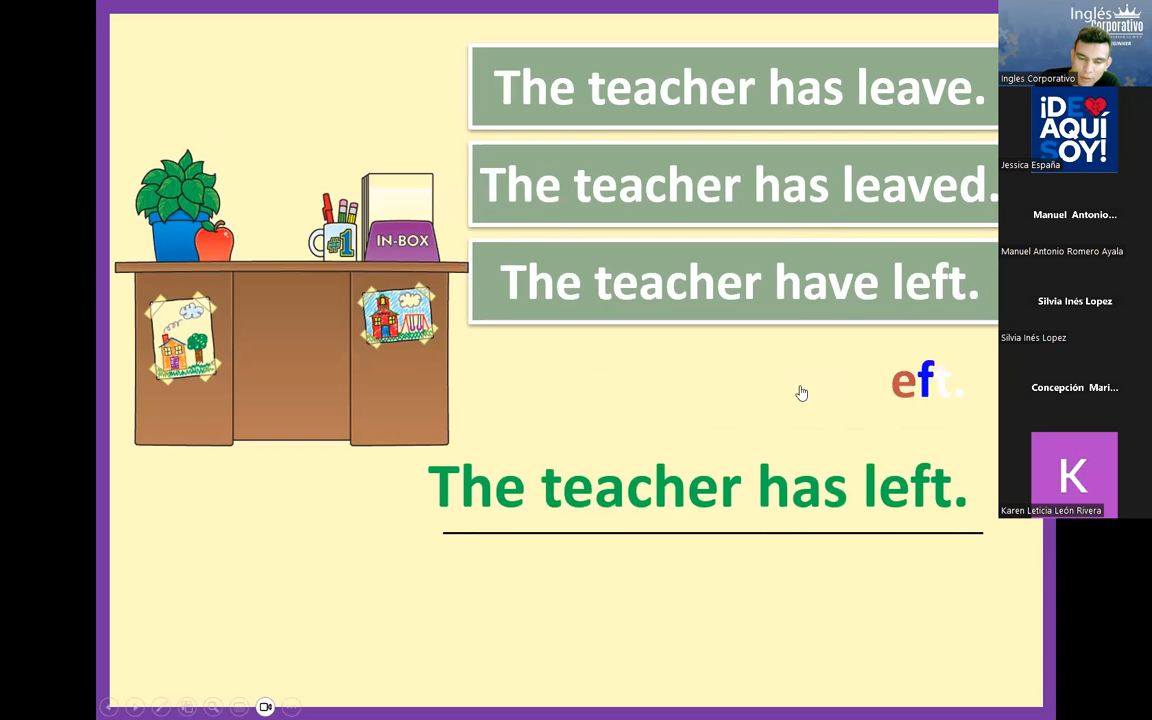 The teacher has leave.
The teacher has leaved.
The teacher have left.
eft.
The teacher has left.
#1
IN-BOX
Inglés
Corporativo
Ingles Corporativo
¡DE
AQUÍ
SOY!
Jessica España
Manuel Antonio...
Manuel Antonio Romero Ayala
Silvia Inés Lopez
Silvia Inés Lopez
Concepción Mari...
K
Karen Leticia León Rivera